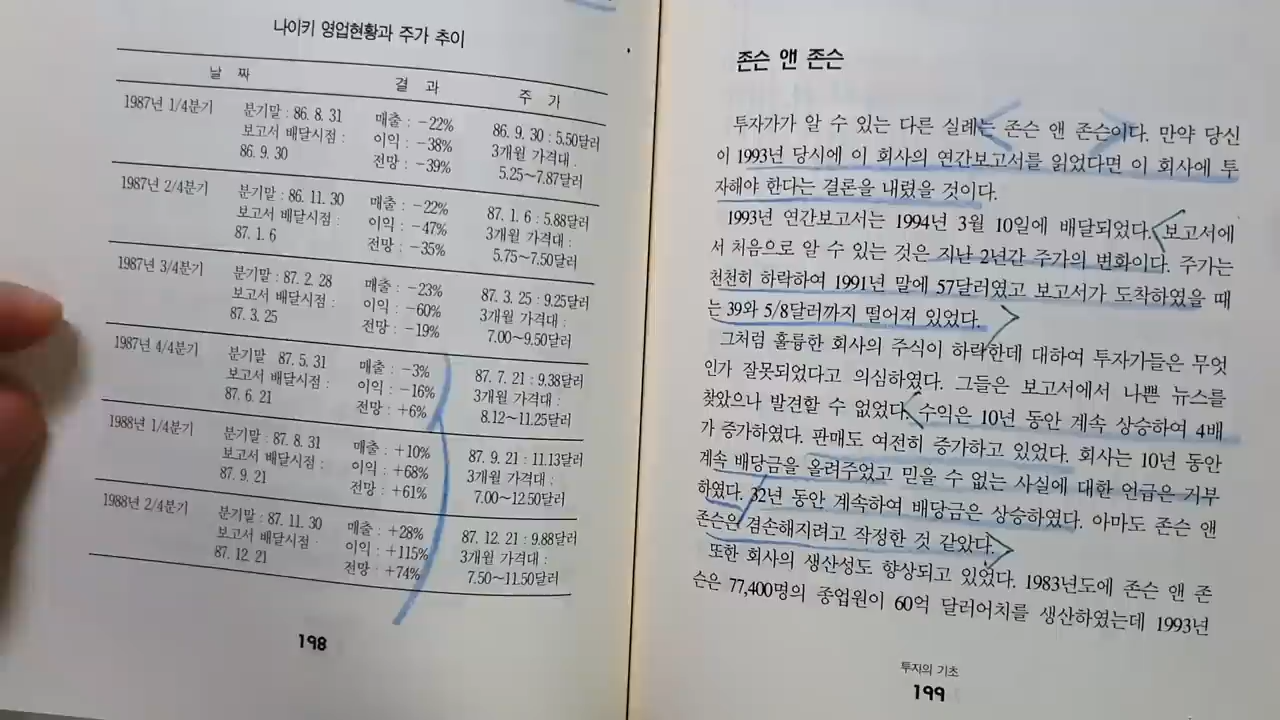 나이키 영업현황과 주가 추이
날 짜 결 과 주 가
1987년 1/4분기 분기말 : 86. 8. 31 매출 : −22% 86. 9. 30 : 5.50달러
보고서 배달시점 : 이익 : −38% 3개월 가격대 :
86. 9. 30 전망 : −39% 5.25~7.87달러
1987년 2/4분기 분기말 : 86. 11. 30 매출 : −22% 87. 1. 6 : 5.88달러
보고서 배달시점 : 이익 : −47% 3개월 가격대 :
87. 1. 6 전망 : −35% 5.75~7.50달러
1987년 3/4분기 분기말 : 87. 2. 28 매출 : −23% 87. 3. 25 : 9.25달러
보고서 배달시점 : 이익 : −60% 3개월 가격대 :
87. 3. 25 전망 : −19% 7.00~9.50달러
1987년 4/4분기 분기말 87. 5. 31 매출 : −3% 87. 7. 21 : 9.38달러
보고서 배달시점 : 이익 : −16% 3개월 가격대 :
87. 6. 21 전망 : +6% 8.12~11.25달러
1988년 1/4분기 분기말 : 87. 8. 31 매출 : +10% 87. 9. 21 : 11.13달러
보고서 배달시점 : 이익 : +68% 3개월 가격대 :
87. 9. 21 전망 : +61% 7.00~12.50달러
1988년 2/4분기 분기말 : 87. 11. 30 매출 : +28% 87. 12. 21 : 9.88달러
보고서 배달시점 : 이익 : +115% 3개월 가격대 :
87. 12. 21 전망 : +74% 7.50~11.50달러
198
존슨 앤 존슨
투자가가 알 수 있는 다른 실례는 존슨 앤 존슨이다. 만약 당신
이 1993년 당시에 이 회사의 연간보고서를 읽었다면 이 회사에 투
자해야 한다는 결론을 내렸을 것이다.
1993년 연간보고서는 1994년 3월 10일에 배달되었다. 보고서에
서 처음으로 알 수 있는 것은 지난 2년간 주가의 변화이다. 주가는
천천히 하락하여 1991년 말에 57달러였고 보고서가 도착하였을 때
는 39와 5/8달러까지 떨어져 있었다.
그처럼 훌륭한 회사의 주식이 하락한데 대하여 투자가들은 무엇
인가 잘못되었다고 의심하였다. 그들은 보고서에서 나쁜 뉴스를
찾았으나 발견할 수 없었다. 수익은 10년 동안 계속 상승하여 4배
가 증가하였다. 판매도 여전히 증가하고 있었다. 회사는 10년 동안
계속 배당금을 올려주었고 믿을 수 없는 사실에 대한 언급은 거부
하였다. 32년 동안 계속하여 배당금은 상승하였다. 아마도 존슨 앤
존슨은 겸손해지려고 작정한 것 같았다.
또한 회사의 생산성도 향상되고 있었다. 1983년도에 존슨 앤 존
슨은 77,400명의 종업원이 60억 달러어치를 생산하였는데 1993년
투자의 기초
199